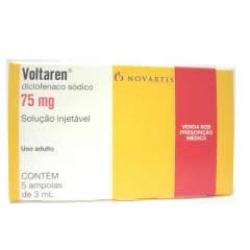 Voltaren®
diclofenaco sódico
75 mg
Solução injetável
Uso adulto
CONTÉM
5 ampolas
de 3 mL
NOVARTIS
VENDA SOB
PRESCRIÇÃO
MÉDICA